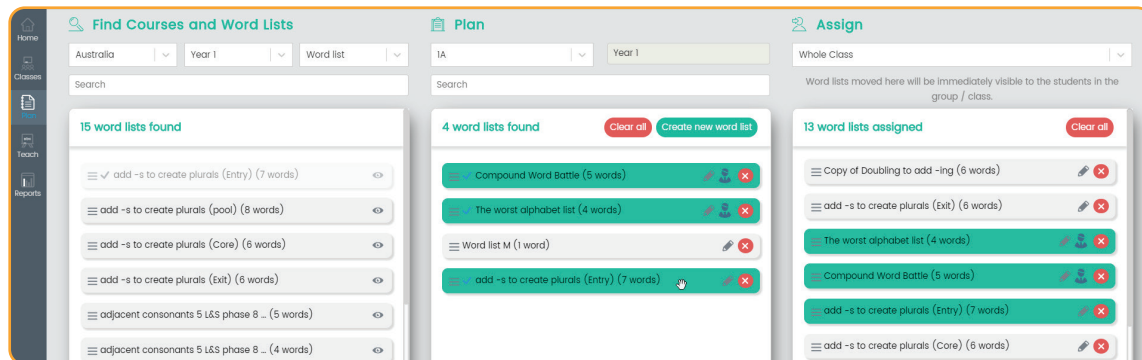 Home
Classes
Plan
Teach
Reports
Find Courses and Word Lists
Australia
Year 1
Word list
Search
15 word lists found
add -s to create plurals (Entry) (7 words)
add -s to create plurals (pool) (8 words)
add -s to create plurals (Core) (6 words)
add -s to create plurals (Exit) (6 words)
adjacent consonants 5 L&S phase 8 ... (5 words)
adjacent consonants 5 L&S phase 8 ... (4 words)
Plan
1A
Year 1
Search
4 word lists found
Clear all
Create new word list
Compound Word Battle (5 words)
The worst alphabet list (4 words)
Word list M (1 word)
add -s to create plurals (Entry) (7 words)
Assign
Whole Class
Word lists moved here will be immediately visible to the students in the
group / class.
13 word lists assigned
Clear all
Copy of Doubling to add -ing (6 words)
add -s to create plurals (Exit) (6 words)
The worst alphabet list (4 words)
Compound Word Battle (5 words)
add -s to create plurals (Entry) (7 words)
add -s to create plurals (Core) (6 words)